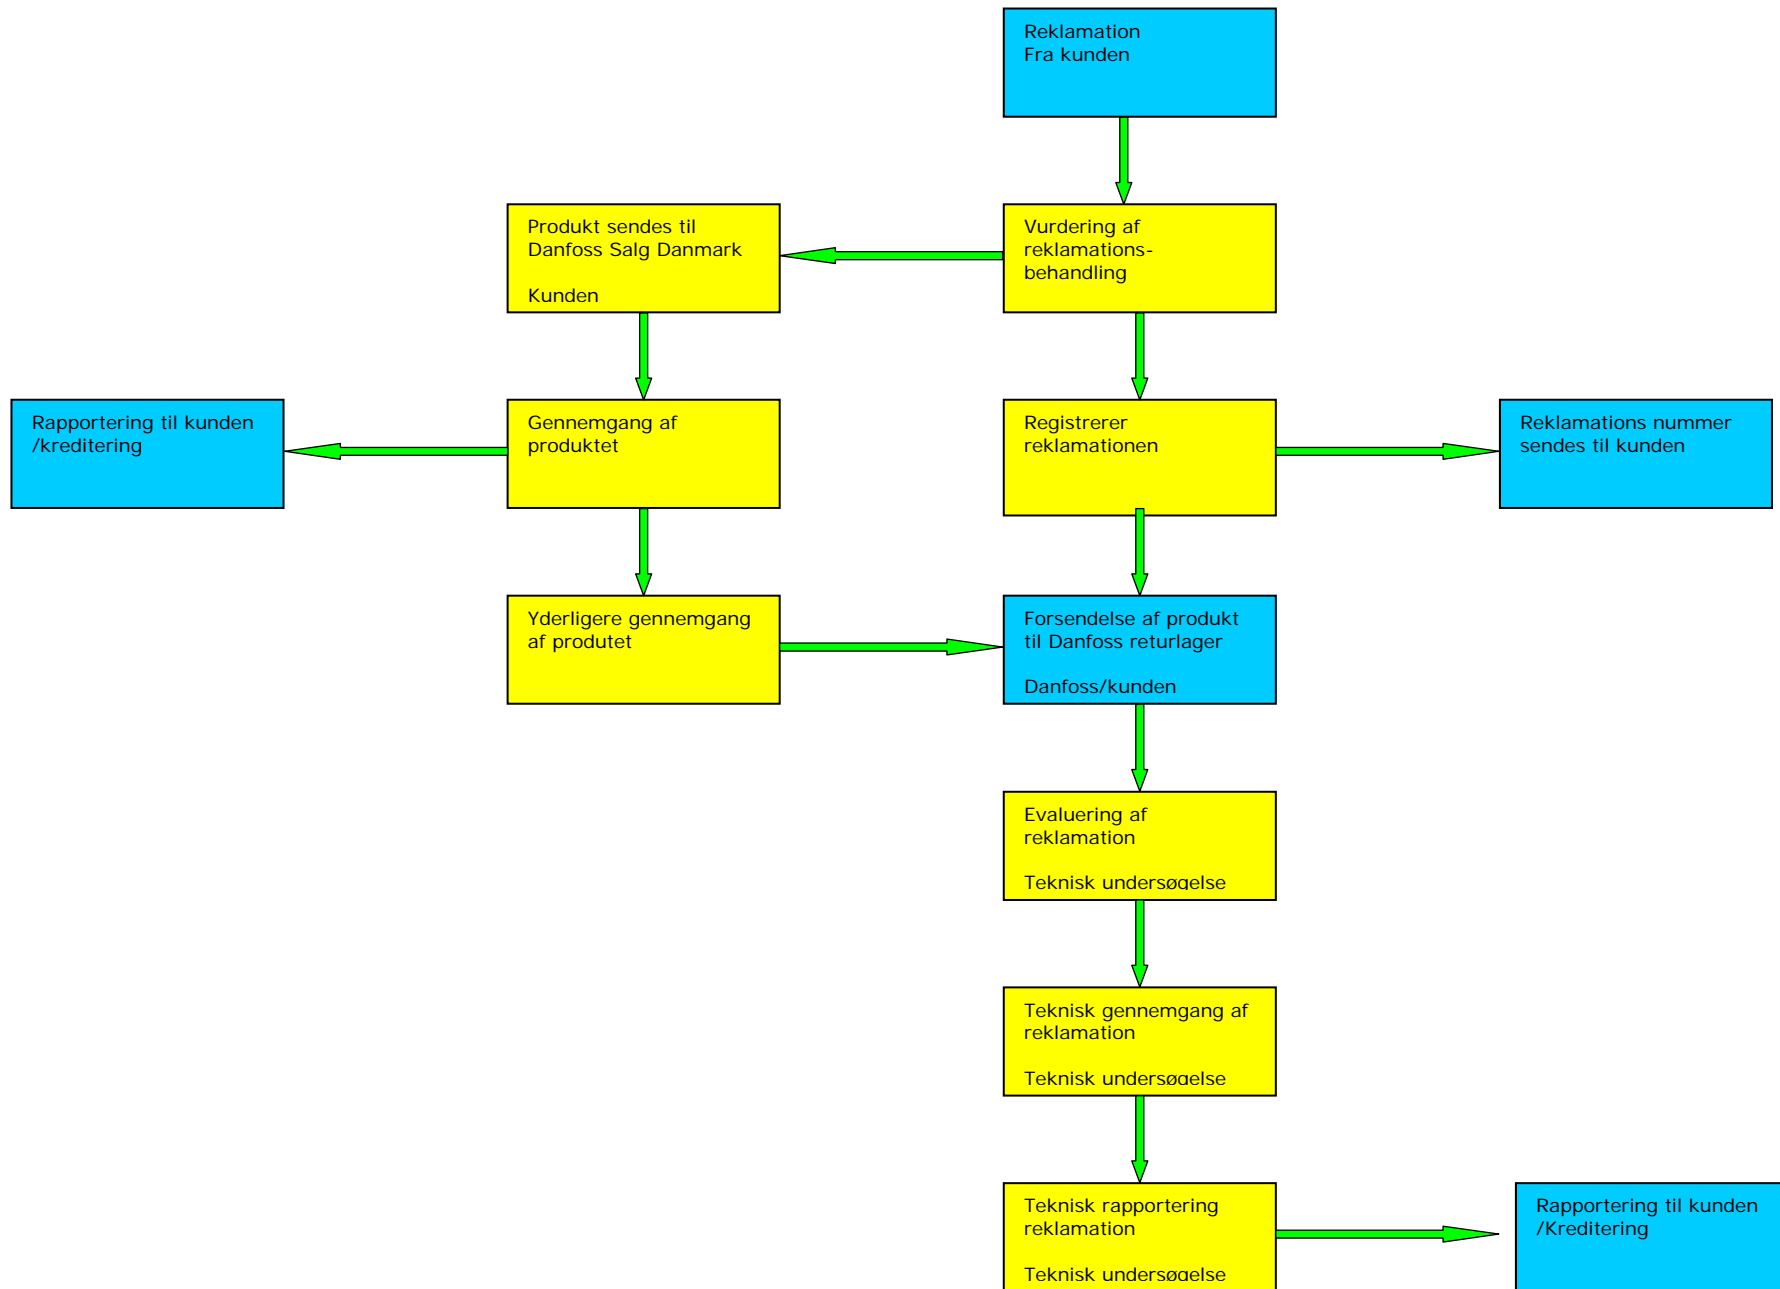 Reklamation
Fra kunden
Produkt sendes til
Danfoss Salg Danmark
Kunden
Vurdering af
reklamations-
behandling
Rapportering til kunden
/kreditering
Gennemgang af
produktet
Registrerer
reklamationen
Reklamations nummer
sendes til kunden
Yderligere gennemgang
af produtet
Forsendelse af produkt
til Danfoss returlager
Danfoss/kunden
Evaluering af
reklamation
Teknisk undersøgelse
Teknisk gennemgang af
reklamation
Teknisk undersøgelse
Teknisk rapportering
reklamation
Teknisk undersøgelse
Rapportering til kunden
/Kreditering